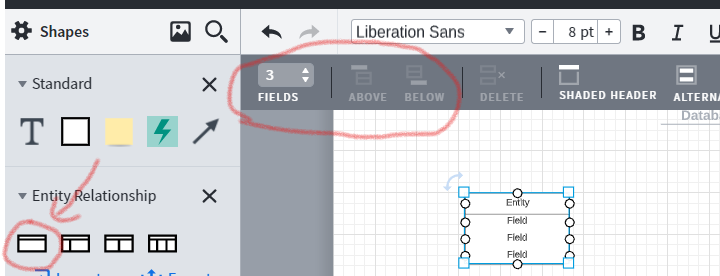 Shapes
Liberation Sans
− 8 pt +
B I U
Standard
3
FIELDS
ABOVE
BELOW
DELETE
SHADED HEADER
ALTERNA
T
Entity Relationship
Entity
Field
Field
Field